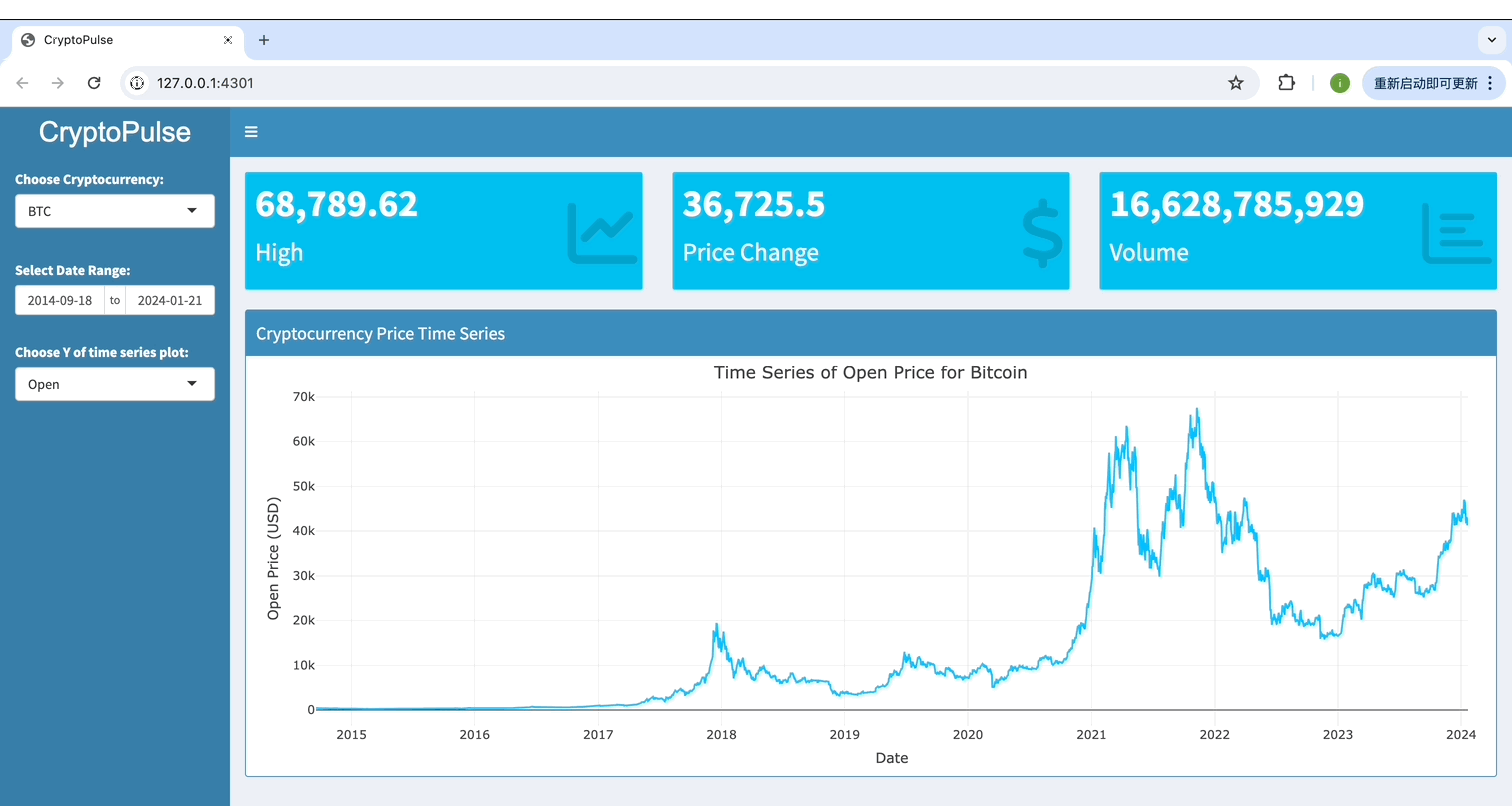 CryptoPulse
127.0.0.1:4301
i
重新启动即可更新
CryptoPulse
Choose Cryptocurrency:
BTC
Select Date Range:
2014-09-18 to 2024-01-21
Choose Y of time series plot:
Open
68,789.62
High
36,725.5
Price Change
$
16,628,785,929
Volume
Cryptocurrency Price Time Series
Time Series of Open Price for Bitcoin
Open Price (USD)
70k
60k
50k
40k
30k
20k
10k
0
2015 2016 2017 2018 2019 2020 2021 2022 2023 2024
Date